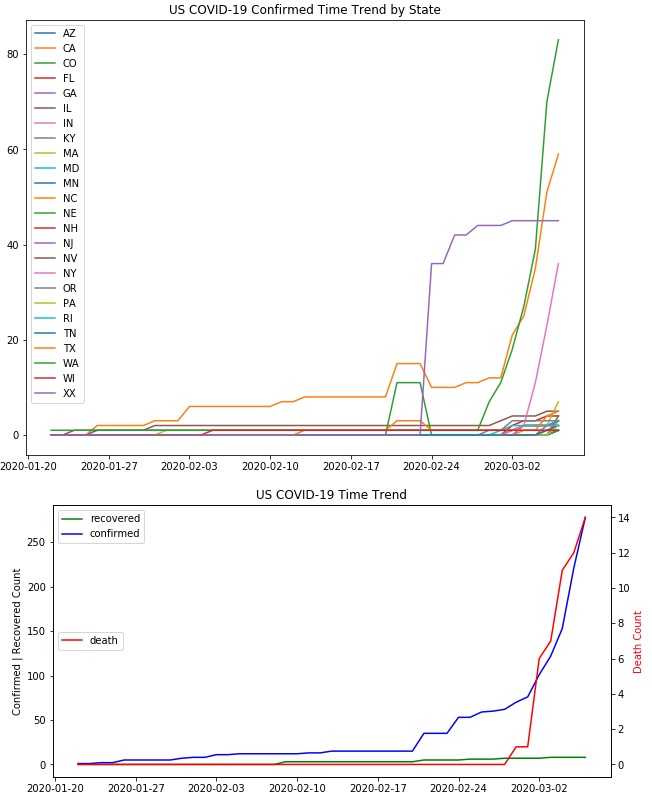 US COVID-19 Confirmed Time Trend by State
80
60
40
20
0
AZ
CA
CO
FL
GA
IL
IN
KY
MA
MD
MN
NC
NE
NH
NJ
NV
NY
OR
PA
RI
TN
TX
WA
WI
XX
2020-01-20 2020-01-27 2020-02-03 2020-02-10 2020-02-17 2020-02-24 2020-03-02
US COVID-19 Time Trend
Confirmed | Recovered Count
250
200
150
100
50
0
recovered
confirmed
death
14
12
10
8
6
4
2
0
Death Count
2020-01-20 2020-01-27 2020-02-03 2020-02-10 2020-02-17 2020-02-24 2020-03-02